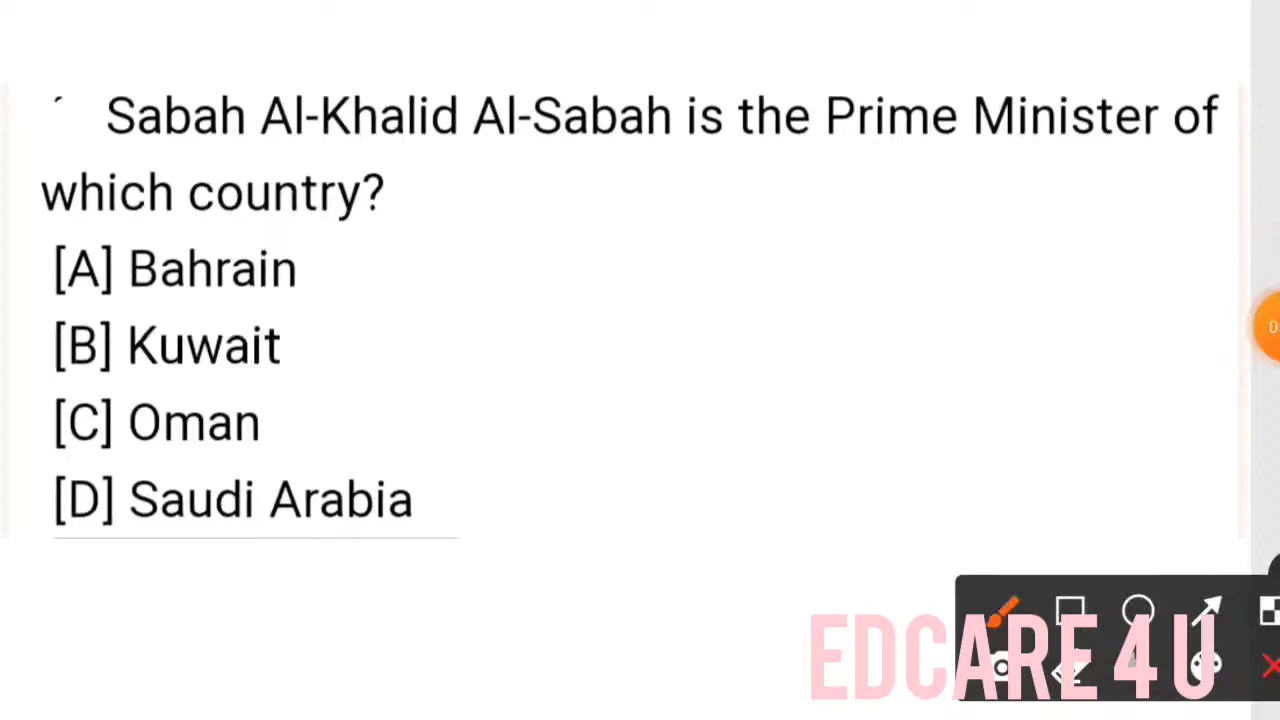 Sabah Al-Khalid Al-Sabah is the Prime Minister of
which country?
[A] Bahrain
[B] Kuwait
[C] Oman
[D] Saudi Arabia
EDCARE 4 U